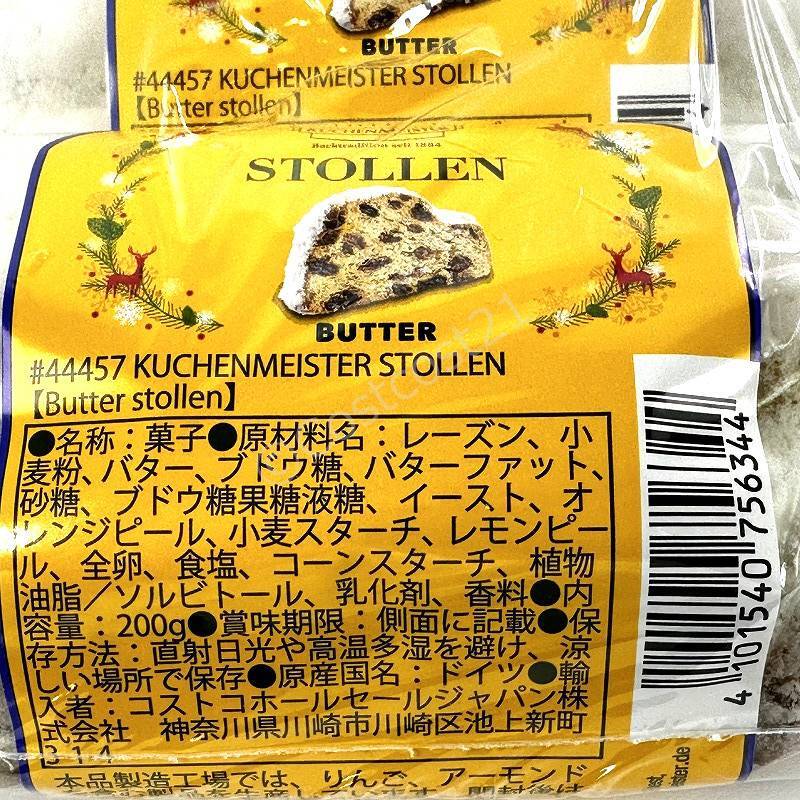 BUTTER
#44457 KUCHENMEISTER STOLLEN
【Butter stollen】
KUCHENMEISTER
Backtradition seit 1884
STOLLEN
BUTTER
#44457 KUCHENMEISTER STOLLEN
【Butter stollen】
●名称：菓子●原材料名：レーズン、小
麦粉、バター、ブドウ糖、バターファット、
砂糖、ブドウ糖果糖液糖、イースト、オ
レンジピール、小麦スターチ、レモンピー
ル、全卵、食塩、コーンスターチ、植物
油脂／ソルビトール、乳化剤、香料●内
容量：200g●賞味期限：側面に記載●保
存方法：直射日光や高温多湿を避け、涼
しい場所で保存●原産国名：ドイツ●輸
入者：コストコホールセールジャパン株
式会社　神奈川県川崎市川崎区池上新町
3-1-4
本品製造工場では、りんご、アーモンド
4 101540 756344